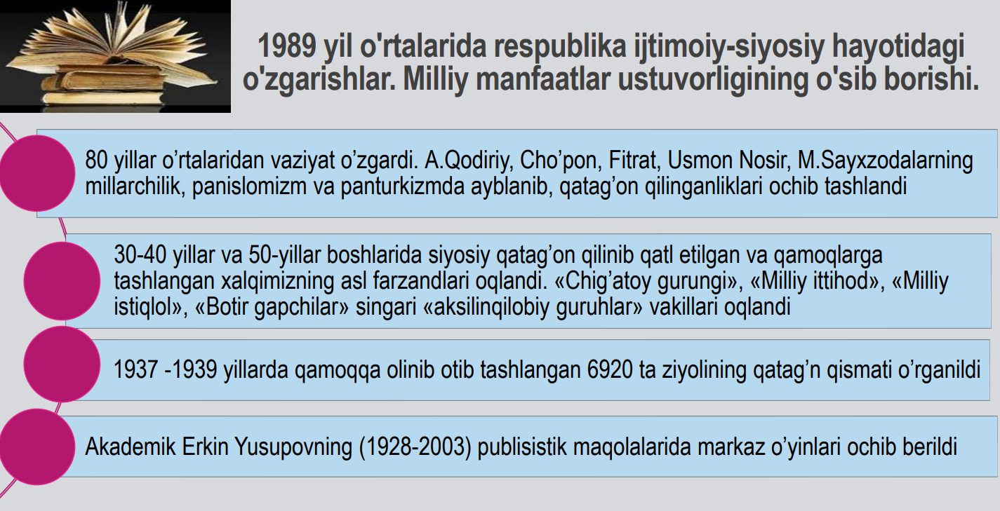 1989 yil o'rtalarida respublika ijtimoiy-siyosiy hayotidagi
o'zgarishlar. Milliy manfaatlar ustuvorligining o'sib borishi.
80 yillar o’rtalaridan vaziyat o’zgardi. A.Qodiriy, Cho’pon, Fitrat, Usmon Nosir, M.Sayxzodalarning
millarchilik, panislomizm va panturkizmda ayblanib, qatag’on qilinganliklari ochib tashlandi
30-40 yillar va 50-yillar boshlarida siyosiy qatag’on qilinib qatl etilgan va qamoqlarga
tashlangan xalqimizning asl farzandlari oqlandi. «Chig’atoy gurungi», «Milliy ittihod», «Milliy
istiqlol», «Botir gapchilar» singari «aksilinqilobiy guruhlar» vakillari oqlandi
1937 -1939 yillarda qamoqqa olinib otib tashlangan 6920 ta ziyolining qatag’n qismati o’rganildi
Akademik Erkin Yusupovning (1928-2003) publisistik maqolalarida markaz o’yinlari ochib berildi